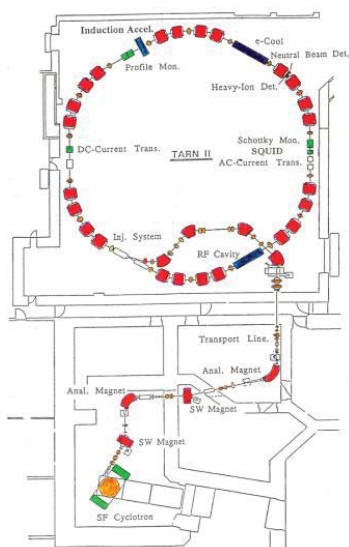 Induction Accel.
e-Cool
Neutral Beam Det.
Profile Mon.
Heavy-Ion Det.
Schottky Mon.
DC-Current Trans.
TARN II
SQUID
AC-Current Trans.
Inj. System
RF Cavity
Transport Line.
Anal. Magnet
Anal. Magnet
SW Magnet
SW Magnet
SF Cyclotron